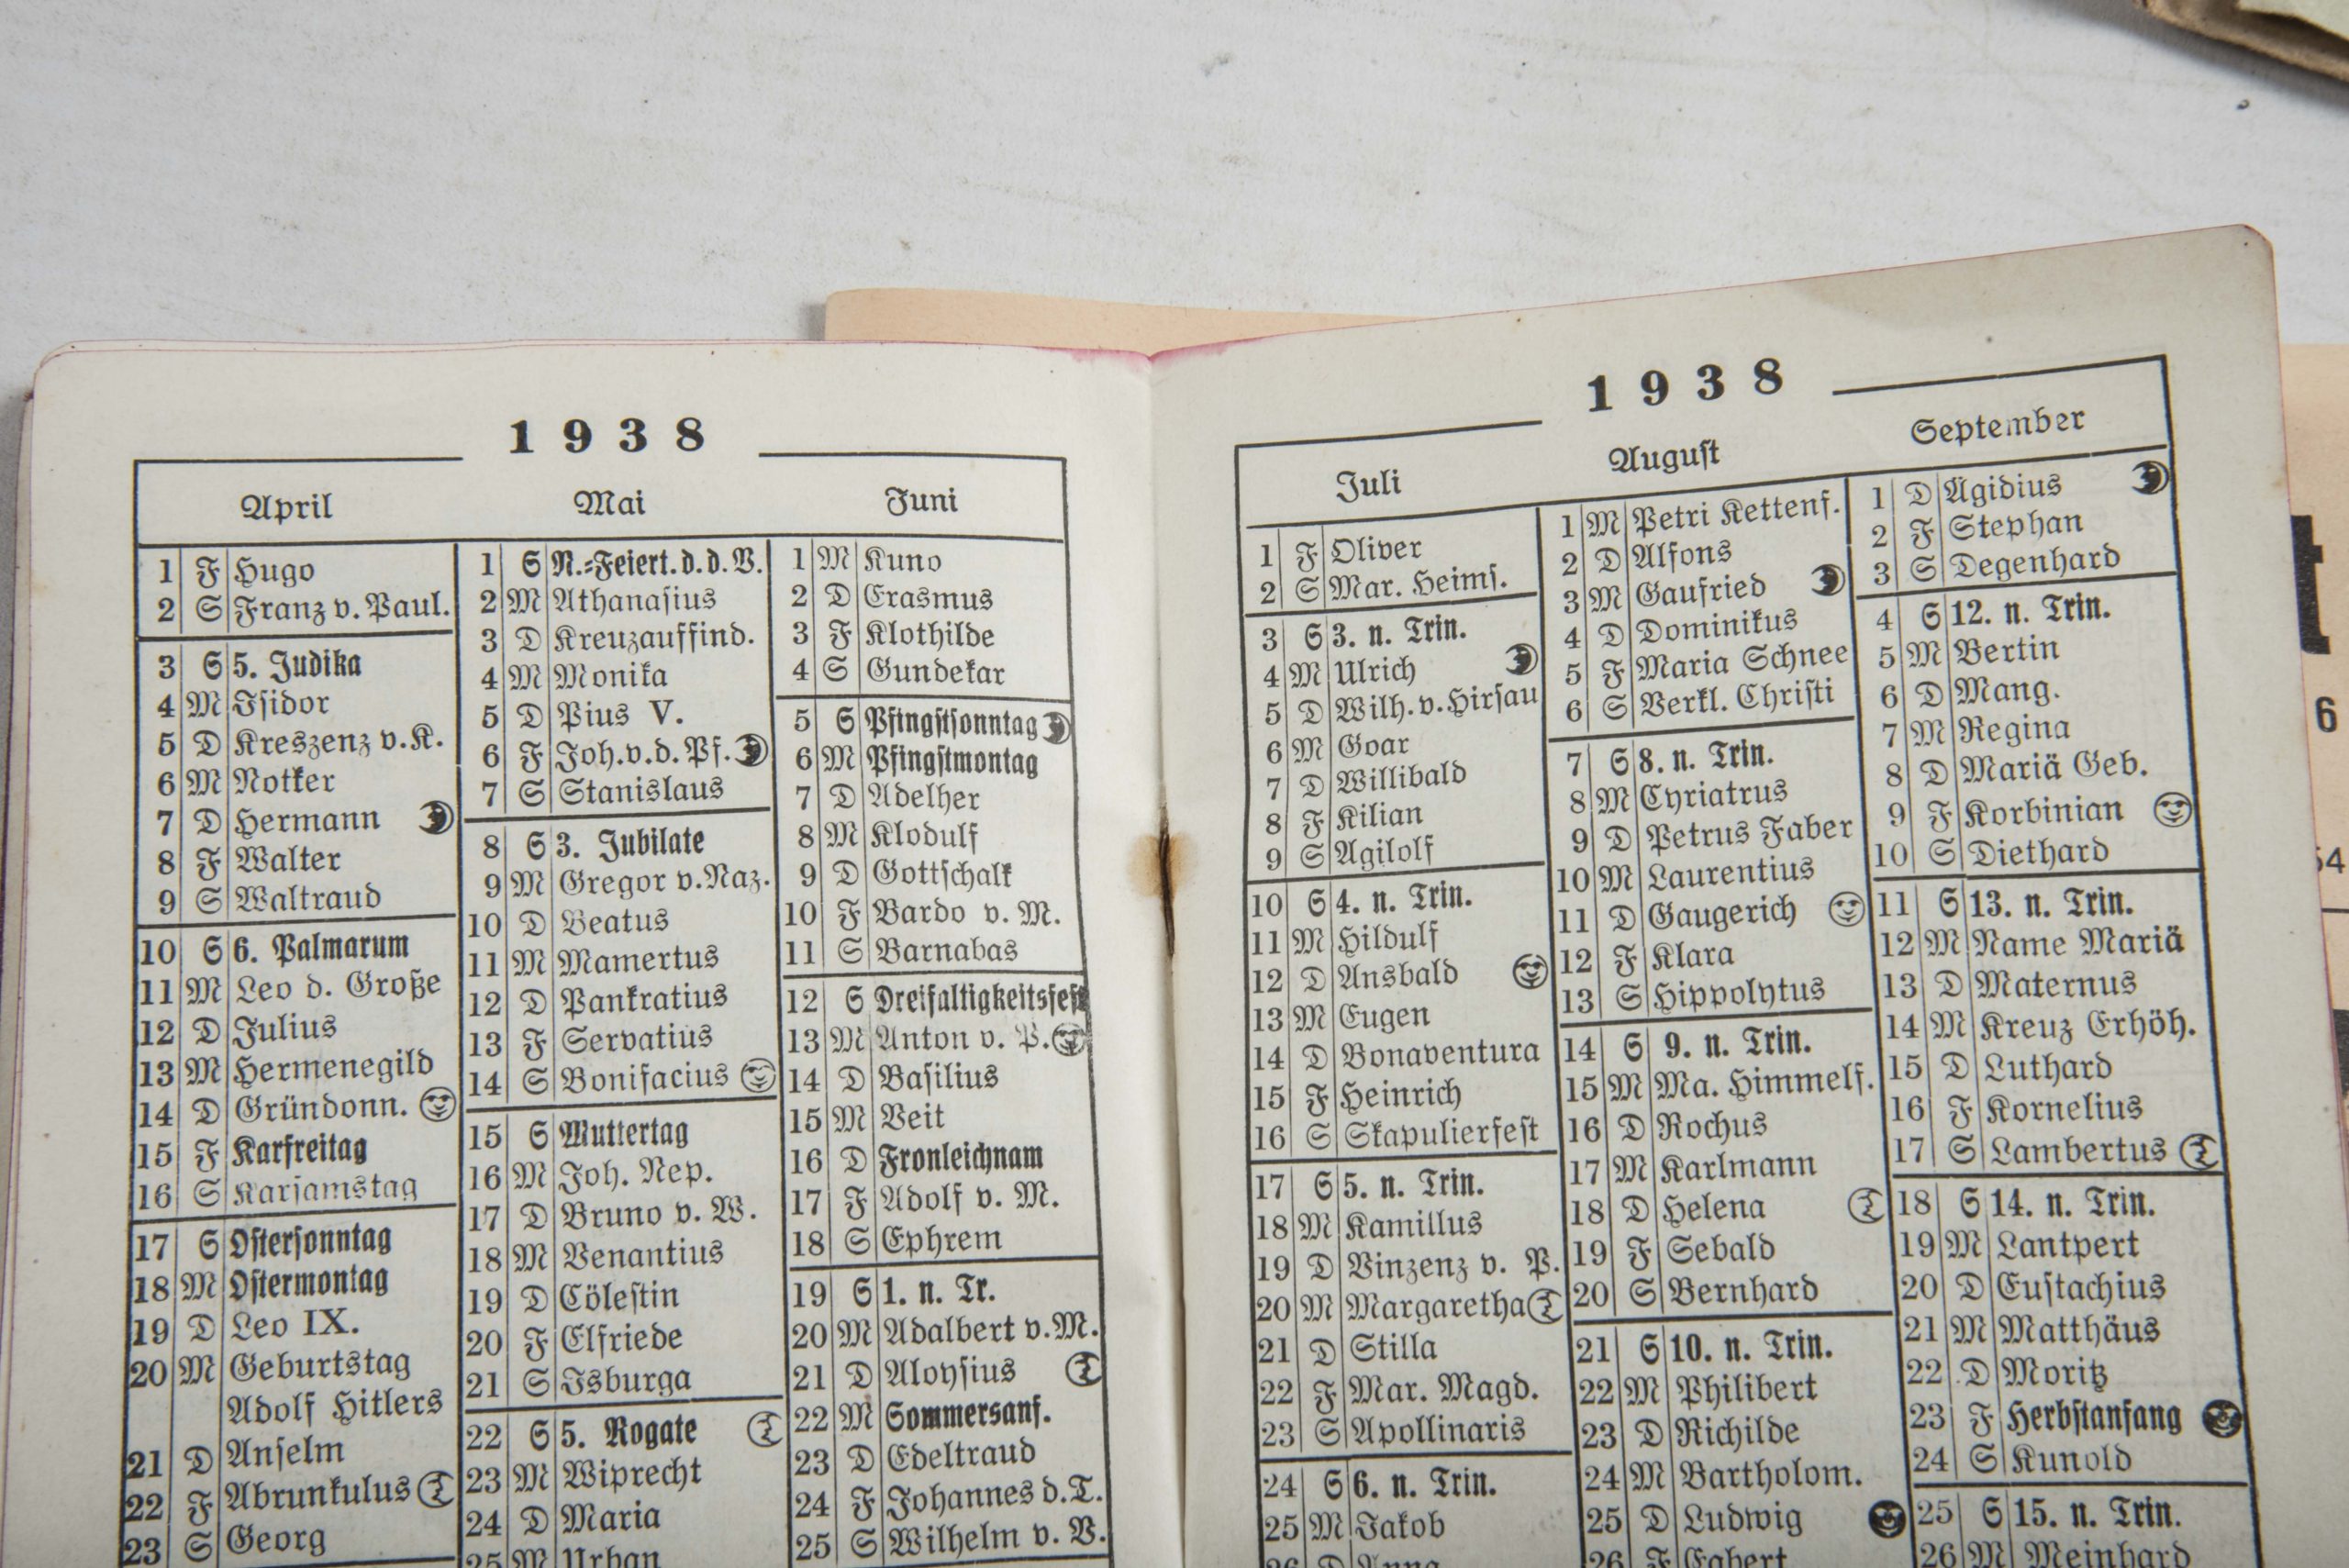 1938
April
1 F Hugo
2 S Franz v. Paul.
3 S 5. Judika
4 M Isidor
5 D Kreszenz v. K.
6 M Notker
7 D Hermann
8 F Walter
9 S Waltraud
10 S 6. Palmarum
11 M Leo d. Große
12 D Julius
13 M Hermenegild
14 D Gründonn.
15 F Karfreitag
16 S Karsamstag
17 S Ostersonntag
18 M Ostermontag
19 D Leo IX.
20 M Geburtstag
Adolf Hitlers
21 D Anselm
22 F Abrunkulus
23 S Georg
Mai
1 S N.=Feiert. d. d. V.
2 M Athanasius
3 D Kreuzauffind.
4 M Monika
5 D Pius V.
6 F Joh. v. d. Pf.
7 S Stanislaus
8 S 3. Jubilate
9 M Gregor v. Naz.
10 D Beatus
11 M Mamertus
12 D Pankratius
13 F Servatius
14 S Bonifacius
15 S Muttertag
16 M Joh. Nep.
17 D Bruno v. W.
18 M Venantius
19 D Cölestin
20 F Elfriede
21 S Isburga
22 S 5. Rogate
23 M Wiprecht
24 D Maria
25 M Urban
Juni
1 M Kuno
2 D Erasmus
3 F Klothilde
4 S Gundekar
5 S Pfingstsonntag
6 M Pfingstmontag
7 D Adelher
8 M Klodulf
9 D Gottschalk
10 F Bardo v. M.
11 S Barnabas
12 S Dreifaltigkeitsfest
13 M Anton v. P.
14 D Basilius
15 M Veit
16 D Fronleichnam
17 F Adolf v. M.
18 S Ephrem
19 S 1. n. Tr.
20 M Adalbert v. M.
21 D Aloysius
22 M Sommersanf.
23 D Edeltraud
24 F Johannes d. T.
25 S Wilhelm v. V.
1938
Juli
1 F Oliver
2 S Mar. Heims.
3 S 3. n. Trin.
4 M Ulrich
5 D Wilh. v. Hirsau
6 M Goar
7 D Willibald
8 F Kilian
9 S Agilolf
10 S 4. n. Trin.
11 M Hildulf
12 D Ansbald
13 M Eugen
14 D Bonaventura
15 F Heinrich
16 S Skapulierfest
17 S 5. n. Trin.
18 M Kamillus
19 D Vinzenz v. P.
20 M Margaretha
21 D Stilla
22 F Mar. Magd.
23 S Apollinaris
24 S 6. n. Trin.
25 M Jakob
26 D Anna
August
1 M Petri Kettenf.
2 D Alfons
3 M Gaufried
4 D Dominikus
5 F Maria Schnee
6 S Verkl. Christi
7 S 8. n. Trin.
8 M Cyriatrus
9 D Petrus Faber
10 M Laurentius
11 D Gaugerich
12 F Klara
13 S Hippolytus
14 S 9. n. Trin.
15 M Ma. Himmelf.
16 D Rochus
17 M Karlmann
18 D Helena
19 F Sebald
20 S Bernhard
21 S 10. n. Trin.
22 M Philibert
23 D Richilde
24 M Bartholom.
25 D Ludwig
26 F Egbert
September
1 D Ägidius
2 F Stephan
3 S Degenhard
4 S 12. n. Trin.
5 M Bertin
6 D Mang.
7 M Regina
8 D Mariä Geb.
9 F Korbinian
10 S Diethard
11 S 13. n. Trin.
12 M Name Mariä
13 D Maternus
14 M Kreuz Erhöh.
15 D Luthard
16 F Kornelius
17 S Lambertus
18 S 14. n. Trin.
19 M Lantpert
20 D Eustachius
21 M Matthäus
22 D Moritz
23 F Herbstanfang
24 S Kunold
25 S 15. n. Trin.
26 M Meinhard
t
6
54